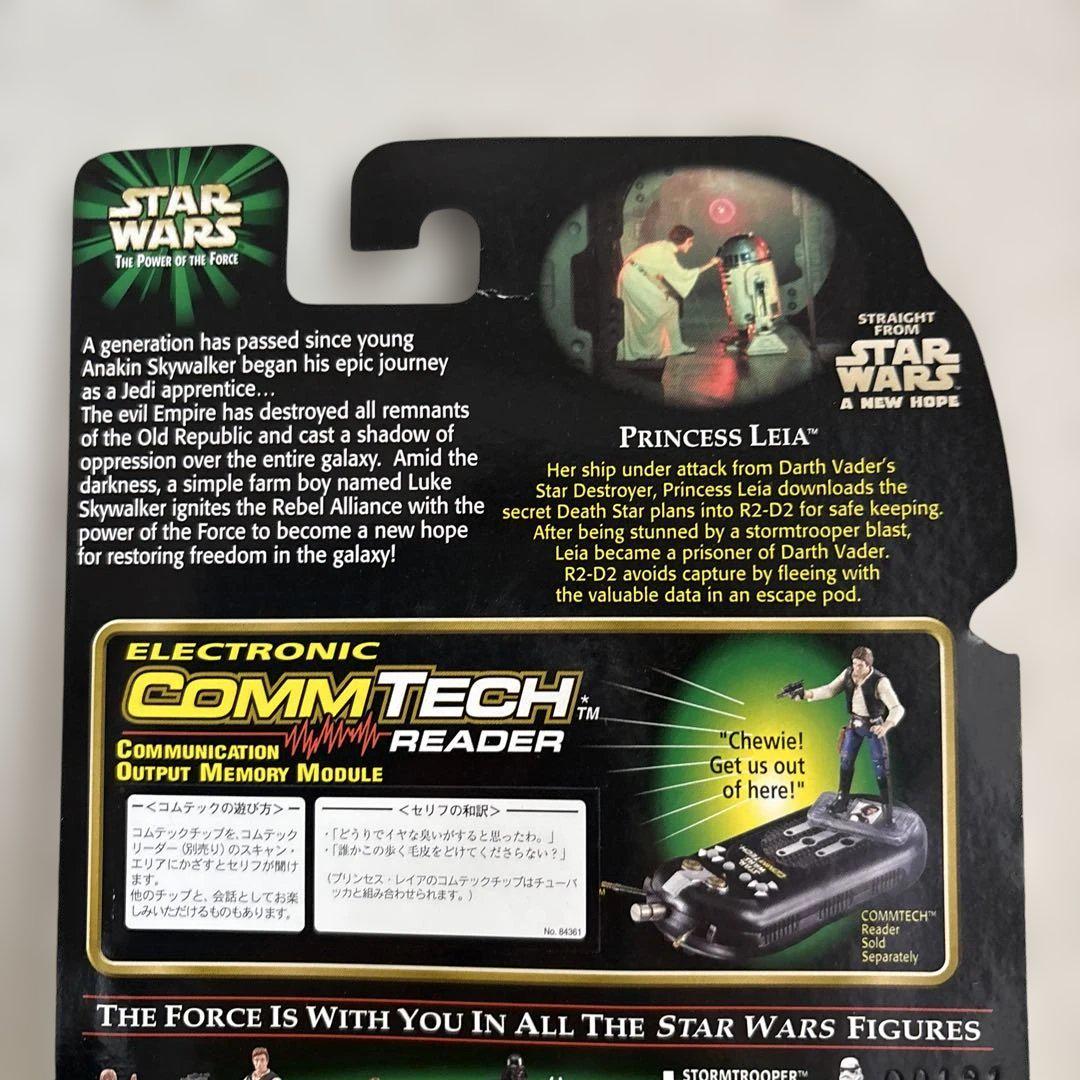 STAR
WARS
THE POWER OF THE FORCE
A generation has passed since young
Anakin Skywalker began his epic journey
as a Jedi apprentice...
The evil Empire has destroyed all remnants
of the Old Republic and cast a shadow of
oppression over the entire galaxy. Amid the
darkness, a simple farm boy named Luke
Skywalker ignites the Rebel Alliance with the
power of the Force to become a new hope
for restoring freedom in the galaxy!
STRAIGHT
FROM
STAR
WARS™
A NEW HOPE
PRINCESS LEIA™
Her ship under attack from Darth Vader's
Star Destroyer, Princess Leia downloads the
secret Death Star plans into R2-D2 for safe keeping.
After being stunned by a stormtrooper blast,
Leia became a prisoner of Darth Vader.
R2-D2 avoids capture by fleeing with
the valuable data in an escape pod.
ELECTRONIC
COMMTECH*™
READER
COMMUNICATION
OUTPUT MEMORY MODULE
<コムテックの遊び方>
コムテックチップを、コムテック
リーダー（別売り）のスキャン・
エリアにかざすとセリフが聞け
ます。
他のチップと、会話としてお楽
しみいただけるものもあります。
<セリフの和訳>
・「どうりでイヤな臭いがすると思ったわ。」
・「誰かこの歩く毛皮をどけてくださらない？」
（プリンセス・レイアのコムテックチップはチューバ
ッカと組み合わせられます。）
No. 84361
"Chewie!
Get us out
of here!"
COMMTECH™
Reader
Sold
Separately
THE FORCE IS WITH YOU IN ALL THE STAR WARS FIGURES
STORMTROOPER™